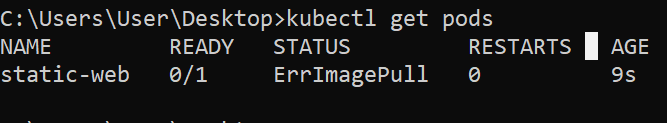 C:\Users\User\Desktop>kubectl get pods
NAME READY STATUS RESTARTS AGE
static-web 0/1 ErrImagePull 0 9s